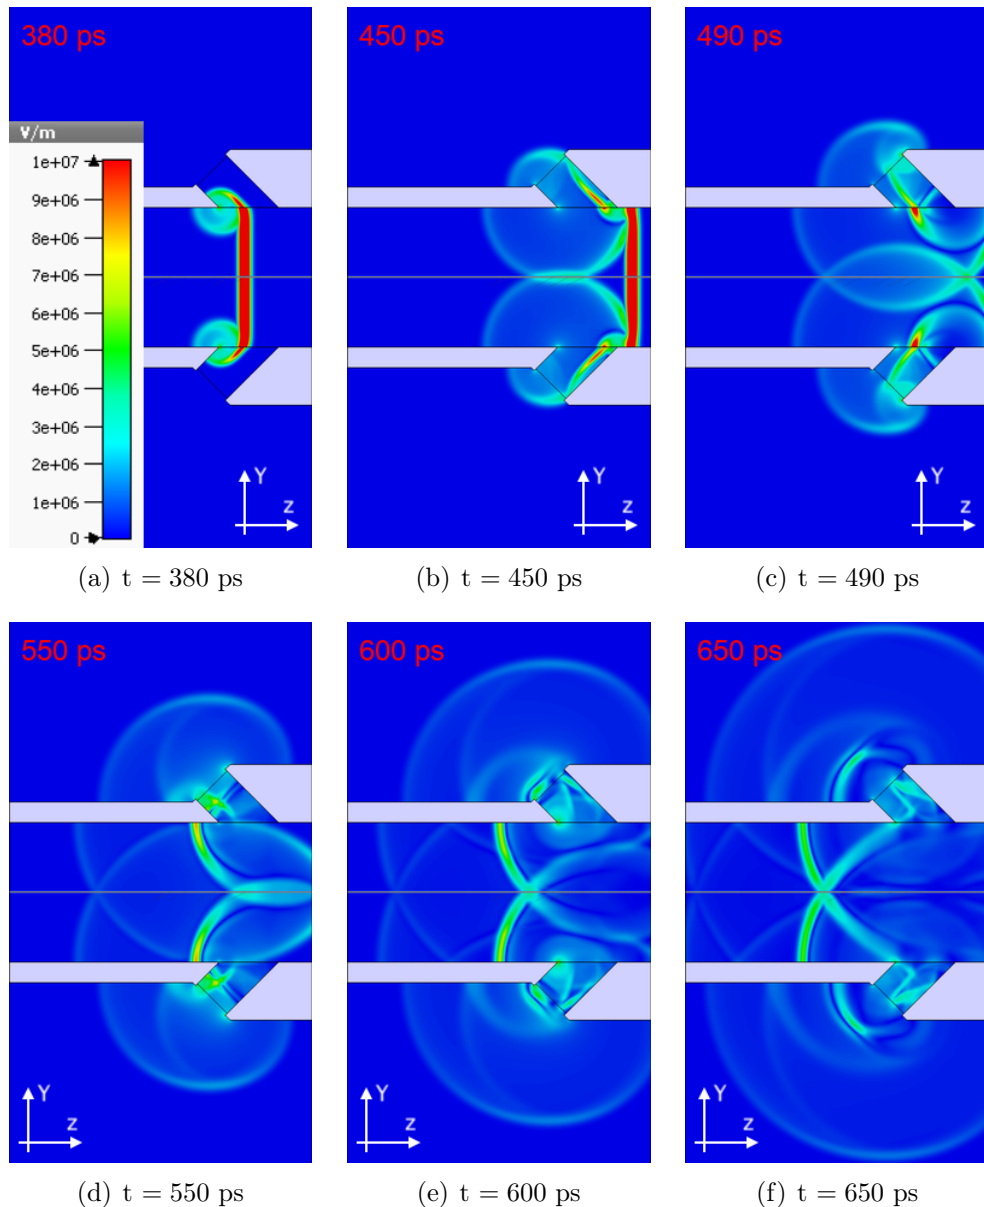 380 ps
450 ps
490 ps
V/m
1e+07
9e+06
8e+06
7e+06
6e+06
5e+06
4e+06
3e+06
2e+06
1e+06
0
Y
z
Y
z
Y
z
(a) t = 380 ps
(b) t = 450 ps
(c) t = 490 ps
550 ps
600 ps
650 ps
Y
z
Y
z
Y
z
(d) t = 550 ps
(e) t = 600 ps
(f) t = 650 ps